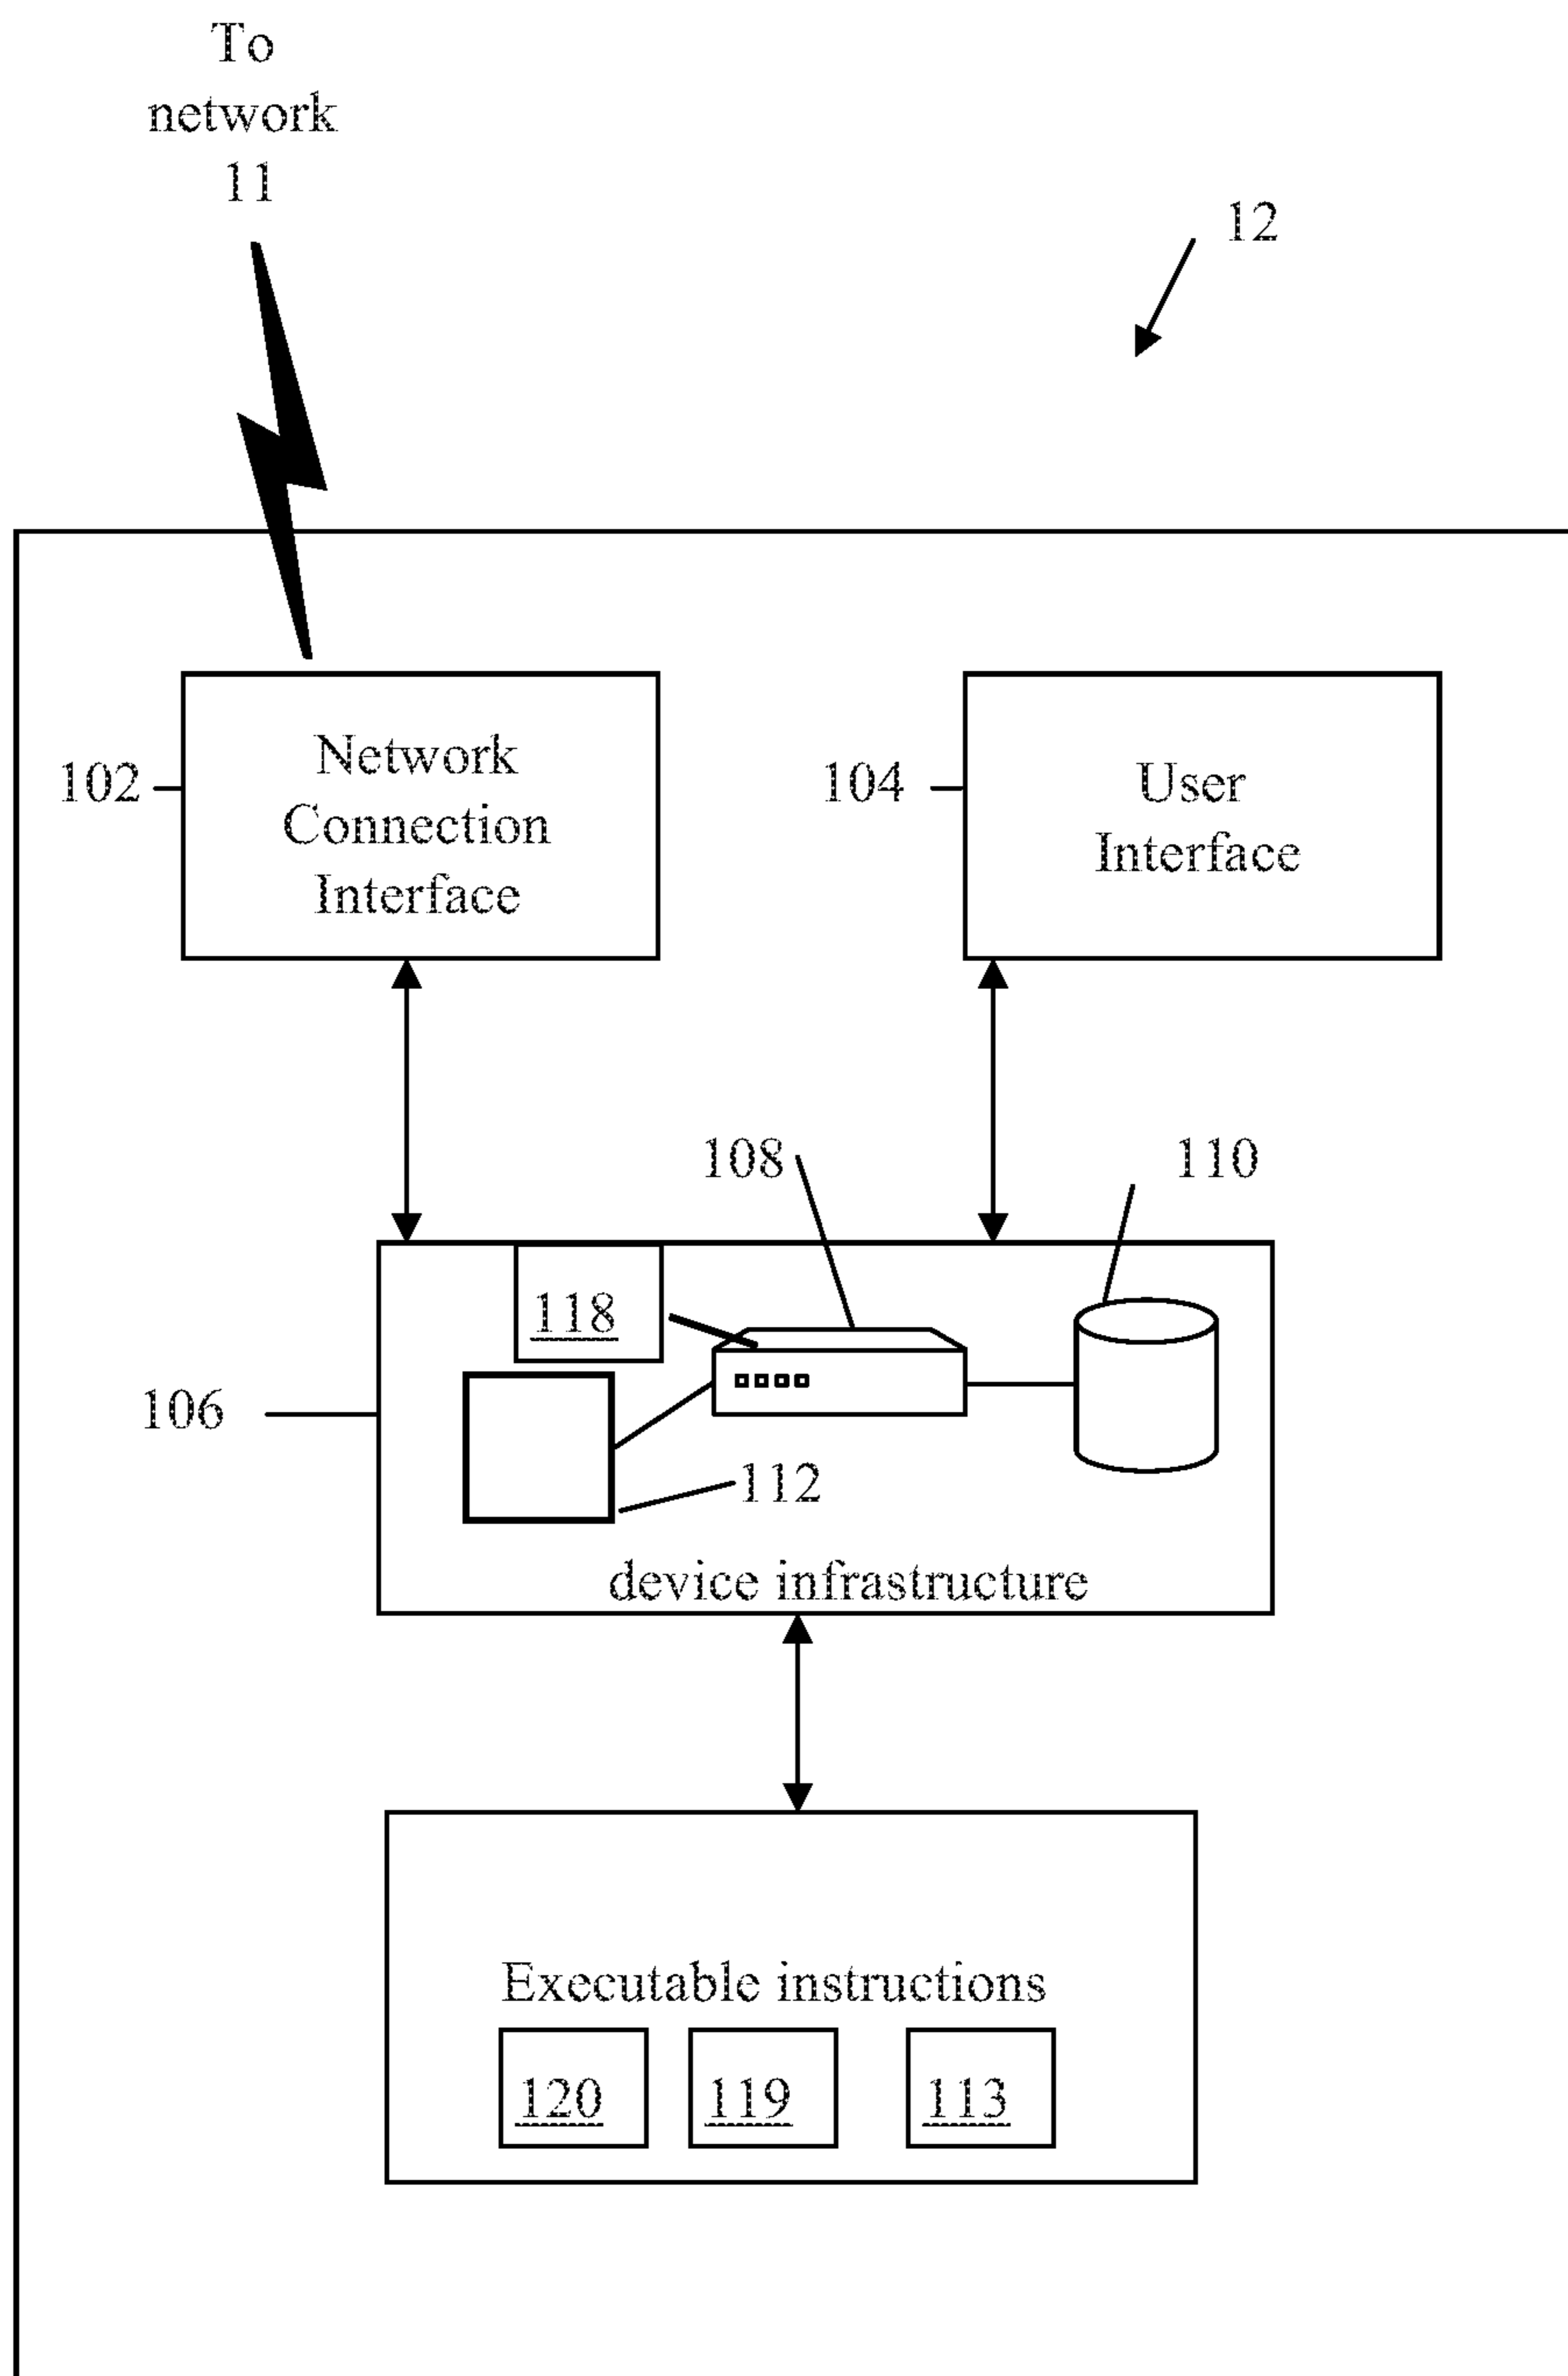 To
network
11
12
102
Network
Connection
Interface
104
User
Interface
108
110
118
106
112
device infrastructure
Executable instructions
120
119
113